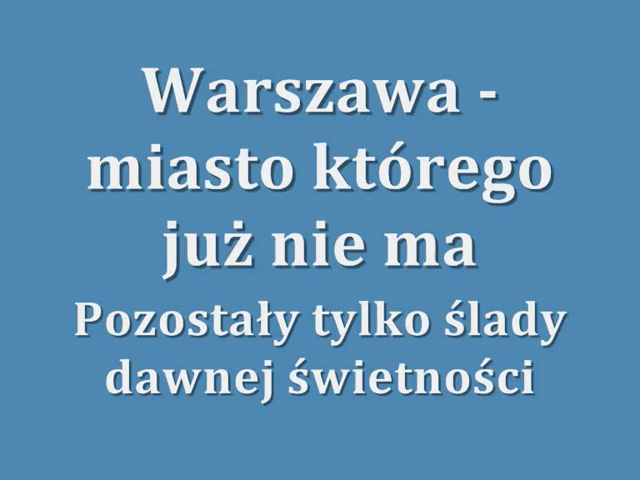 Warszawa -
miasto którego
już nie ma
Pozostały tylko ślady
dawnej świetności